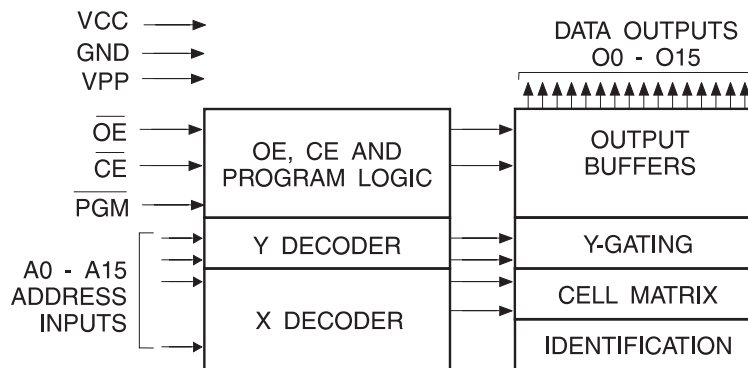 VCC
GND
VPP
DATA OUTPUTS
O0 - O15
OE
CE
PGM
OE, CE AND
PROGRAM LOGIC
OUTPUT
BUFFERS
A0 - A15
ADDRESS
INPUTS
Y DECODER
Y-GATING
X DECODER
CELL MATRIX
IDENTIFICATION